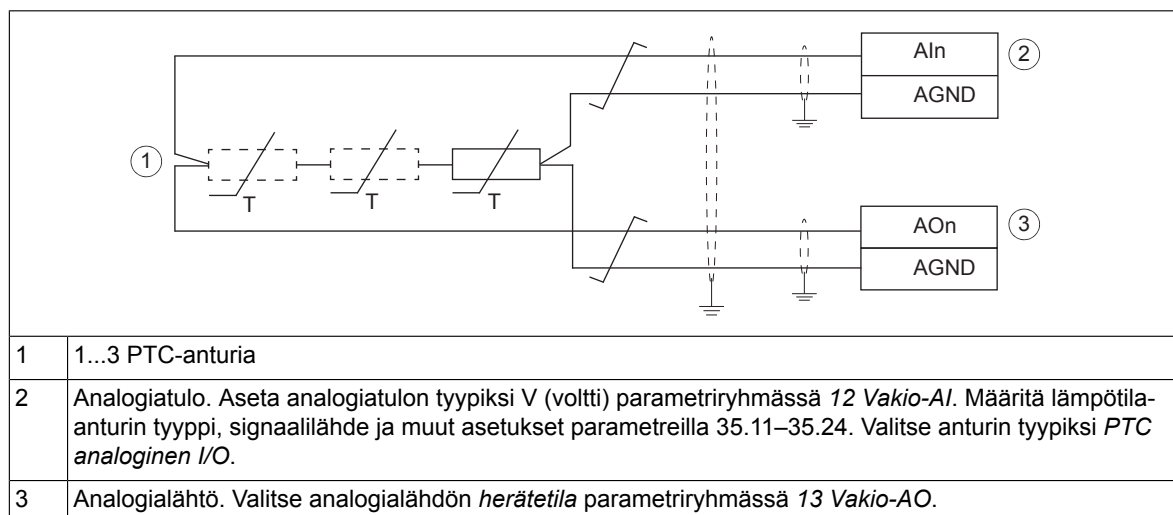 AIn
2
AGND
1
T
T
T
AOn
3
AGND
1 1...3 PTC-anturia
2 Analogiatulo. Aseta analogiatulon tyypiksi V (voltti) parametriryhmässä 12 Vakio-AI. Määritä lämpötila-
anturin tyyppi, signaalilähde ja muut asetukset parametreilla 35.11–35.24. Valitse anturin tyypiksi PTC
analoginen I/O.
3 Analogialähtö. Valitse analogialähdön herätetila parametriryhmässä 13 Vakio-AO.